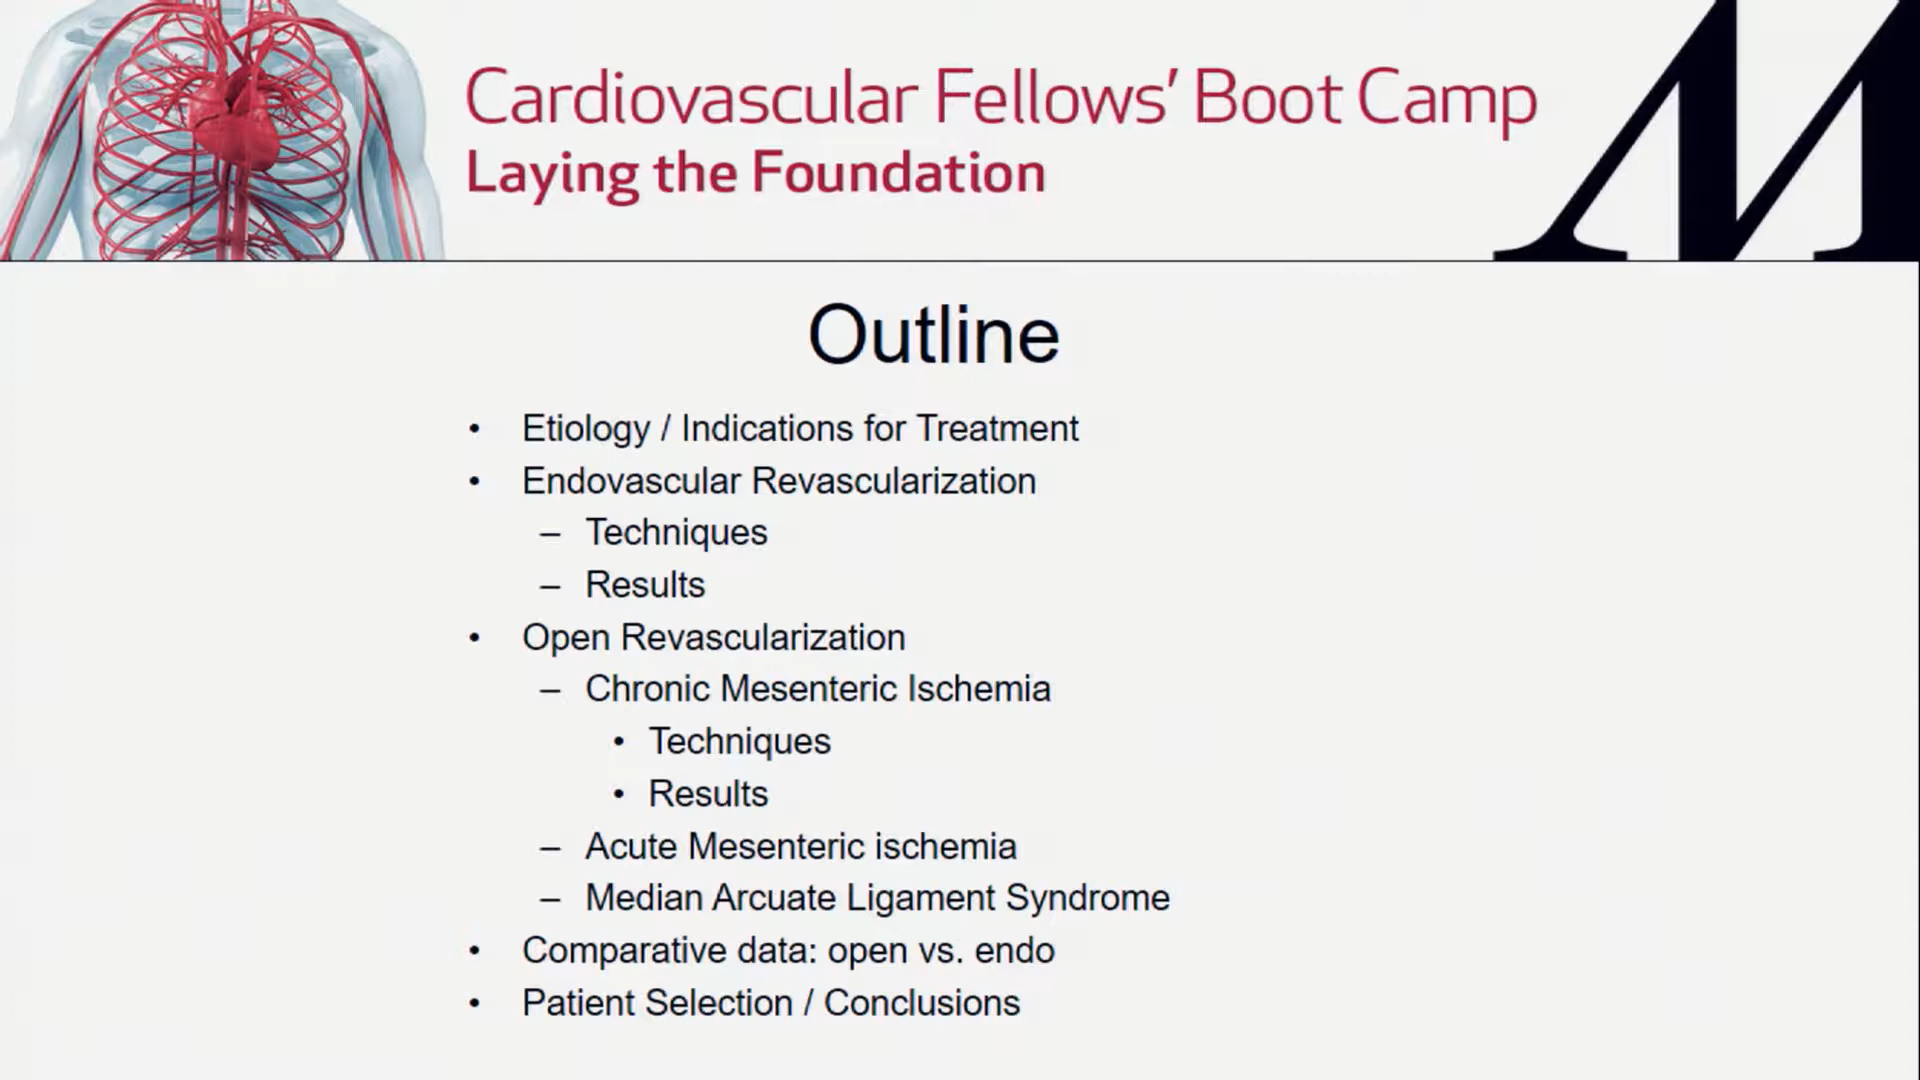 Cardiovascular Fellows' Boot Camp
Laying the Foundation
M
Outline
• Etiology / Indications for Treatment
• Endovascular Revascularization
– Techniques
– Results
• Open Revascularization
– Chronic Mesenteric Ischemia
• Techniques
• Results
– Acute Mesenteric ischemia
– Median Arcuate Ligament Syndrome
• Comparative data: open vs. endo
• Patient Selection / Conclusions